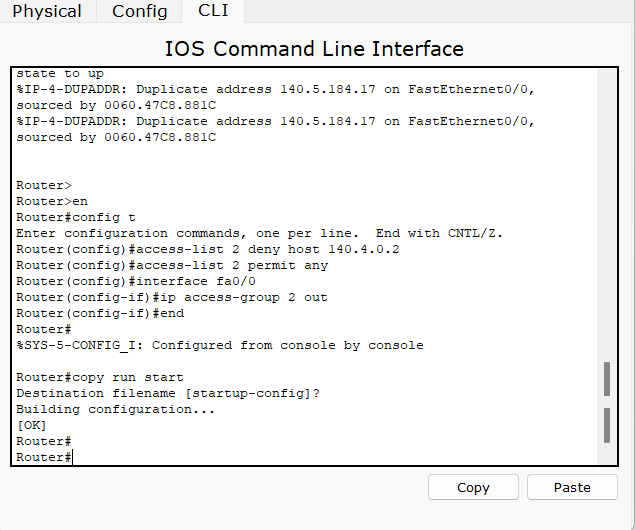 Physical Config CLI
IOS Command Line Interface
state to up
%IP-4-DUPADDR: Duplicate address 140.5.184.17 on FastEthernet0/0,
sourced by 0060.47C8.881C
%IP-4-DUPADDR: Duplicate address 140.5.184.17 on FastEthernet0/0,
sourced by 0060.47C8.881C
Router>
Router>en
Router#config t
Enter configuration commands, one per line.  End with CNTL/Z.
Router(config)#access-list 2 deny host 140.4.0.2
Router(config)#access-list 2 permit any
Router(config)#interface fa0/0
Router(config-if)#ip access-group 2 out
Router(config-if)#end
Router#
%SYS-5-CONFIG_I: Configured from console by console
Router#copy run start
Destination filename [startup-config]?
Building configuration...
[OK]
Router#
Router#
Copy Paste